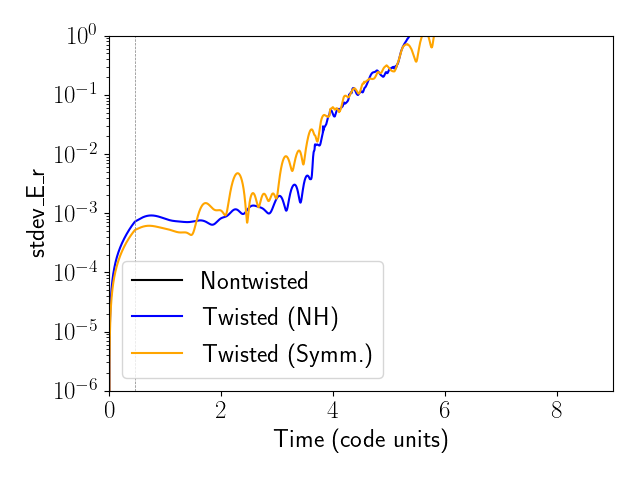 10^0
10^-1
10^-2
10^-3
10^-4
10^-5
10^-6
stdev_E_r
Nontwisted
Twisted (NH)
Twisted (Symm.)
0 2 4 6 8
Time (code units)